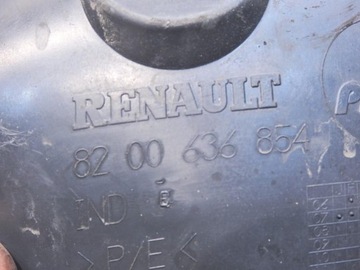 RENAULT
82 00 636 854
IND
>P/E<